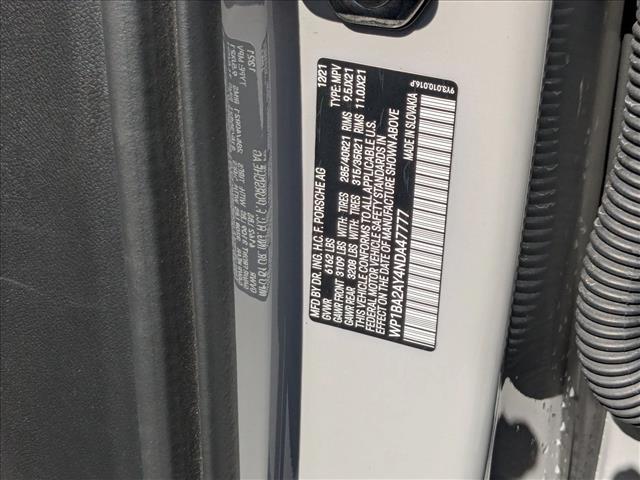 MFD BY DR. ING. H.C. F. PORSCHE AG 12/21
GVWR 6162 LBS TYPE: MPV
GAWR FRONT 3109 LBS WITH: TIRES 285/40R21 RIMS 9.5JX21
GAWR REAR 5208 LBS WITH: TIRES 315/35R21 RIMS 11.0JX21
THIS VEHICLE CONFORMS TO ALL APPLICABLE U.S.
FEDERAL MOTOR VEHICLE SAFETY STANDARDS IN
EFFECT ON THE DATE OF MANUFACTURE SHOWN ABOVE
WP1BA2AY4NDA47777 MADE IN SLOVAKIA
9Y3.010.016.P